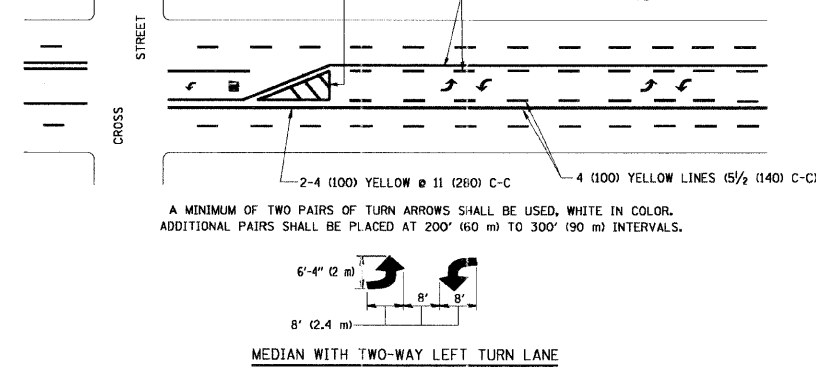 STREET
CROSS
2-4 (100) YELLOW @ 11 (280) C-C
4 (100) YELLOW LINES (5½ (140) C-C)
A MINIMUM OF TWO PAIRS OF TURN ARROWS SHALL BE USED, WHITE IN COLOR.
ADDITIONAL PAIRS SHALL BE PLACED AT 200' (60 m) TO 300' (90 m) INTERVALS.
6'-4" (2 m)
8' 8'
8' (2.4 m)
MEDIAN WITH TWO-WAY LEFT TURN LANE